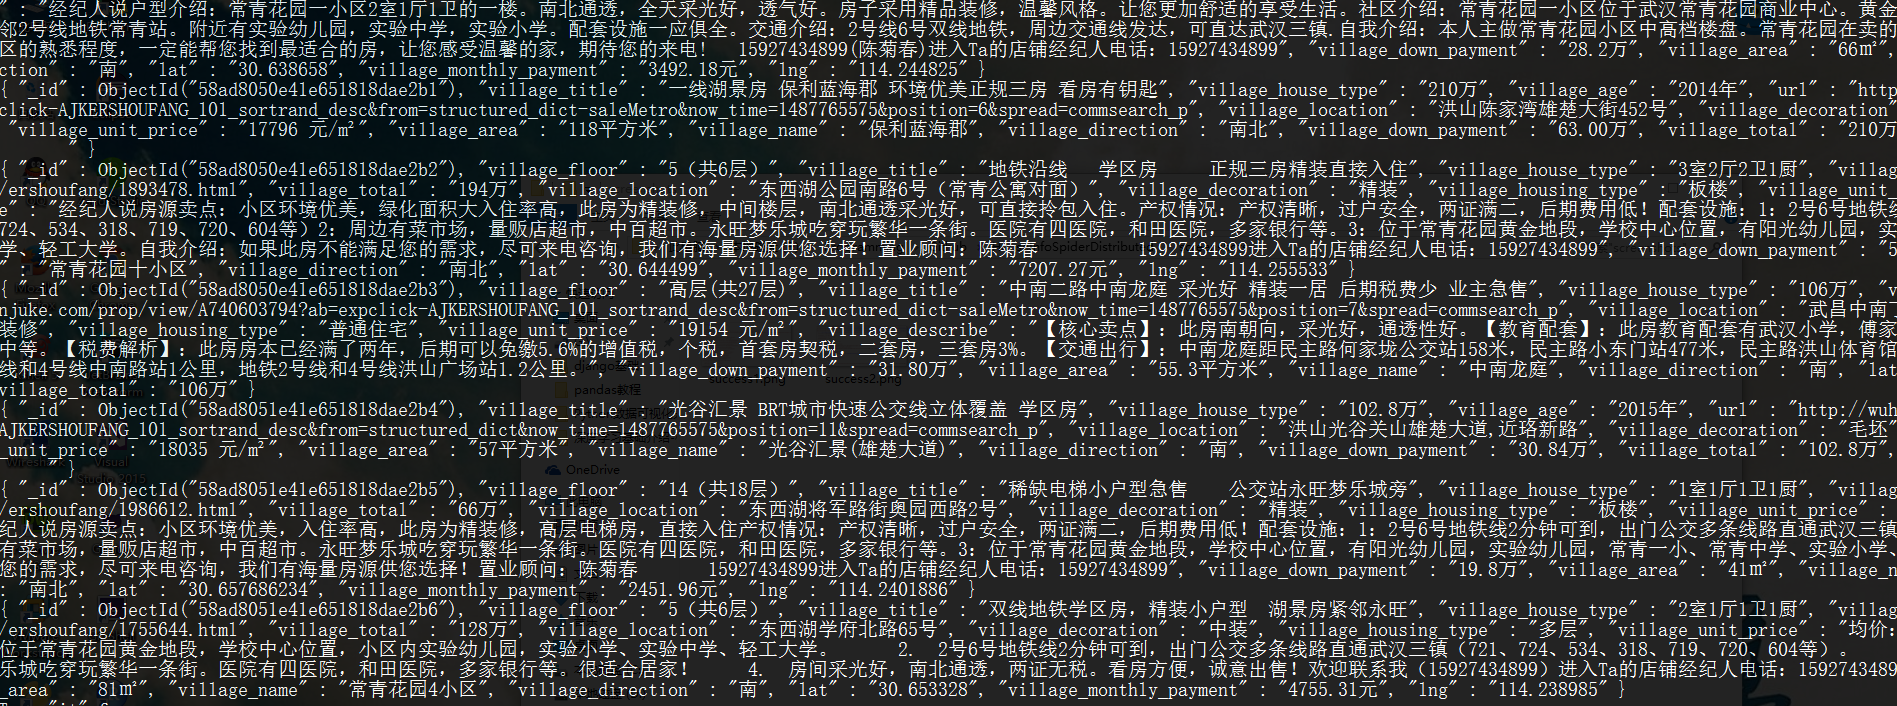 " : "经纪人说户型介绍：常青花园一小区2室1厅1卫的一楼。南北通透，全天采光好，透气好。房子采用精品装修，温馨风格。让您更加舒适的享受生活。社区介绍：常青花园一小区位于武汉常青花园商业中心。黄金
邻2号线地铁常青站。附近有实验幼儿园，实验中学，实验小学。配套设施一应俱全。交通介绍：2号线6号双线地铁，周边交通线发达，可直达武汉三镇.自我介绍：本人主做常青花园小区中高档楼盘。常青花园在卖的
区的熟悉程度，一定能帮您找到最适合的房，让您感受温馨的家，期待您的来电！  15927434899(陈菊春)进入Ta的店铺经纪人电话：15927434899", "village_down_payment" : "28.2万", "village_area" : "66㎡",
ction" : "南", "lat" : "30.638658", "village_monthly_payment" : "3492.18元", "lng" : "114.244825" }
{ "_id" : ObjectId("58ad8050e41e651818dae2b1"), "village_title" : "一线湖景房 保利蓝海郡 环境优美正规三房 看房有钥匙", "village_house_type" : "210万", "village_age" : "2014年", "url" : "http
click-AJKERSHOUFANG_101_sortrand_desc&from=structured_dict-saleMetro&now_time=1487765575&position=6&spread=commsearch_p", "village_location" : "洪山陈家湾雄楚大街452号", "village_decoration"
"village_unit_price" : "17796 元/m²", "village_area" : "118平方米", "village_name" : "保利蓝海郡", "village_direction" : "南北", "village_down_payment" : "63.00万", "village_total" : "210万
" }
{ "_id" : ObjectId("58ad8050e41e651818dae2b2"), "village_floor" : "5（共6层）", "village_title" : "地铁沿线   学区房     正规三房精装直接入住", "village_house_type" : "3室2厅2卫1厨", "villag
/ershoufang/1893478.html", "village_total" : "194万", "village_location" : "东西湖公园南路6号（常青公寓对面）", "village_decoration" : "精装", "village_housing_type" : "板楼", "village_unit_
e" : "经纪人说房源卖点：小区环境优美，绿化面积大入住率高，此房为精装修，中间楼层，南北通透采光好，可直接拎包入住。产权情况：产权清晰，过户安全，两证满二，后期费用低！配套设施：1：2号6号地铁线
724、534、318、719、720、604等）2：周边有菜市场，量贩店超市，中百超市。永旺梦乐城吃穿玩繁华一条街。医院有四医院，和田医院，多家银行等。3：位于常青花园黄金地段，学校中心位置，有阳光幼儿园，实
学、轻工大学。自我介绍：如果此房不能满足您的需求，尽可来电咨询，我们有海量房源供您选择！置业顾问：陈菊春          15927434899进入Ta的店铺经纪人电话：15927434899", "village_down_payment" : "5
" : "常青花园十小区", "village_direction" : "南北", "lat" : "30.644499", "village_monthly_payment" : "7207.27元", "lng" : "114.255533" }
{ "_id" : ObjectId("58ad8050e41e651818dae2b3"), "village_floor" : "高层(共27层)", "village_title" : "中南二路中南龙庭 采光好 精装一居 后期税费少 业主急售", "village_house_type" : "106万", "v
njuke.com/prop/view/A740603794?ab=expclick-AJKERSHOUFANG_101_sortrand_desc&from=structured_dict-saleMetro&now_time=1487765575&position=7&spread=commsearch_p", "village_location" : "武昌中南二
装修", "village_housing_type" : "普通住宅", "village_unit_price" : "19154 元/m²", "village_describe" : "【核心卖点】：此房南朝向，采光好，通透性好。【教育配套】：此房教育配套有武汉小学，傅家
中等。【税费解析】：此房房本已经满了两年，后期可以免缴5.6%的增值税，个税，首套房契税，二套房，三套房3%。【交通出行】：中南龙庭距民主路何家垅公交站158米，民主路小东门站477米，民主路洪山体育馆
线和4号线中南路站1公里，地铁2号线和4号线洪山广场站1.2公里。", "village_down_payment" : "31.80万", "village_area" : "55.3平方米", "village_name" : "中南龙庭", "village_direction" : "南", "lat
success1.png success2.png
village_total" : "106万" }
pandas教程
{ "_id" : ObjectId("58ad8050e41e651818dae2b4"), "village_title" : "光谷汇景 BRT城市快速公交线立体覆盖 学区房", "village_house_type" : "102.8万", "village_age" : "2015年", "url" : "http://wuh
AJKERSHOUFANG_101_sortrand_desc&from=structured_dict&now_time=1487765575&position=11&spread=commsearch_p", "village_location" : "洪山光谷关山雄楚大道,近珞新路", "village_decoration" : "毛坯"
_unit_price" : "18035 元/m²", "village_area" : "57平方米", "village_name" : "光谷汇景(雄楚大道)", "village_direction" : "南", "village_down_payment" : "30.84万", "village_total" : "102.8万",
" }
OneDrive
{ "_id" : ObjectId("58ad8051e41e651818dae2b5"), "village_floor" : "14（共18层）", "village_title" : "稀缺电梯小户型急售    公交站永旺梦乐城旁", "village_house_type" : "1室1厅1卫1厨", "villag
/ershoufang/1986612.html", "village_total" : "66万", "village_location" : "东西湖将军路街奥园西路2号", "village_decoration" : "精装", "village_housing_type" : "板楼", "village_unit_price" :
纪人说房源卖点：小区环境优美，入住率高，此房为精装修，高层电梯房，直接入住产权情况：产权清晰，过户安全，两证满二，后期费用低！配套设施：1：2号6号地铁线2分钟可到，出门公交多条线路直通武汉三镇
有菜市场，量贩店超市，中百超市。永旺梦乐城吃穿玩繁华一条街。医院有四医院，和田医院，多家银行等。3：位于常青花园黄金地段，学校中心位置，有阳光幼儿园，实验幼儿园，常青一小、常青中学、实验小学、
您的需求，尽可来电咨询，我们有海量房源供您选择！置业顾问：陈菊春       15927434899进入Ta的店铺经纪人电话：15927434899", "village_down_payment" : "19.8万", "village_area" : "41㎡", "village_n
: "南北", "lat" : "30.657686234", "village_monthly_payment" : "2451.96元", "lng" : "114.2401886" }
{ "_id" : ObjectId("58ad8051e41e651818dae2b6"), "village_floor" : "5（共6层）", "village_title" : "双线地铁学区房，精装小户型  湖景房紧邻永旺", "village_house_type" : "2室1厅1卫1厨", "villag
/ershoufang/1755644.html", "village_total" : "128万", "village_location" : "东西湖学府北路65号", "village_decoration" : "中装", "village_housing_type" : "多层", "village_unit_price" : "均价：
位于常青花园黄金地段，学校中心位置，小区内实验幼儿园，实验小学、实验中学、轻工大学。      2.  2号6号地铁线2分钟可到，出门公交多条线路直通武汉三镇（721、724、534、318、719、720、604等）。
乐城吃穿玩繁华一条街。医院有四医院，和田医院，多家银行等。很适合居家！     4.  房间采光好，南北通透，两证无税。看房方便，诚意出售！欢迎联系我（15927434899）进入Ta的店铺经纪人电话：159274348
_area" : "81㎡", "village_name" : "常青花园4小区", "village_direction" : "南", "lat" : "30.653328", "village_monthly_payment" : "4755.31元", "lng" : "114.238985" }